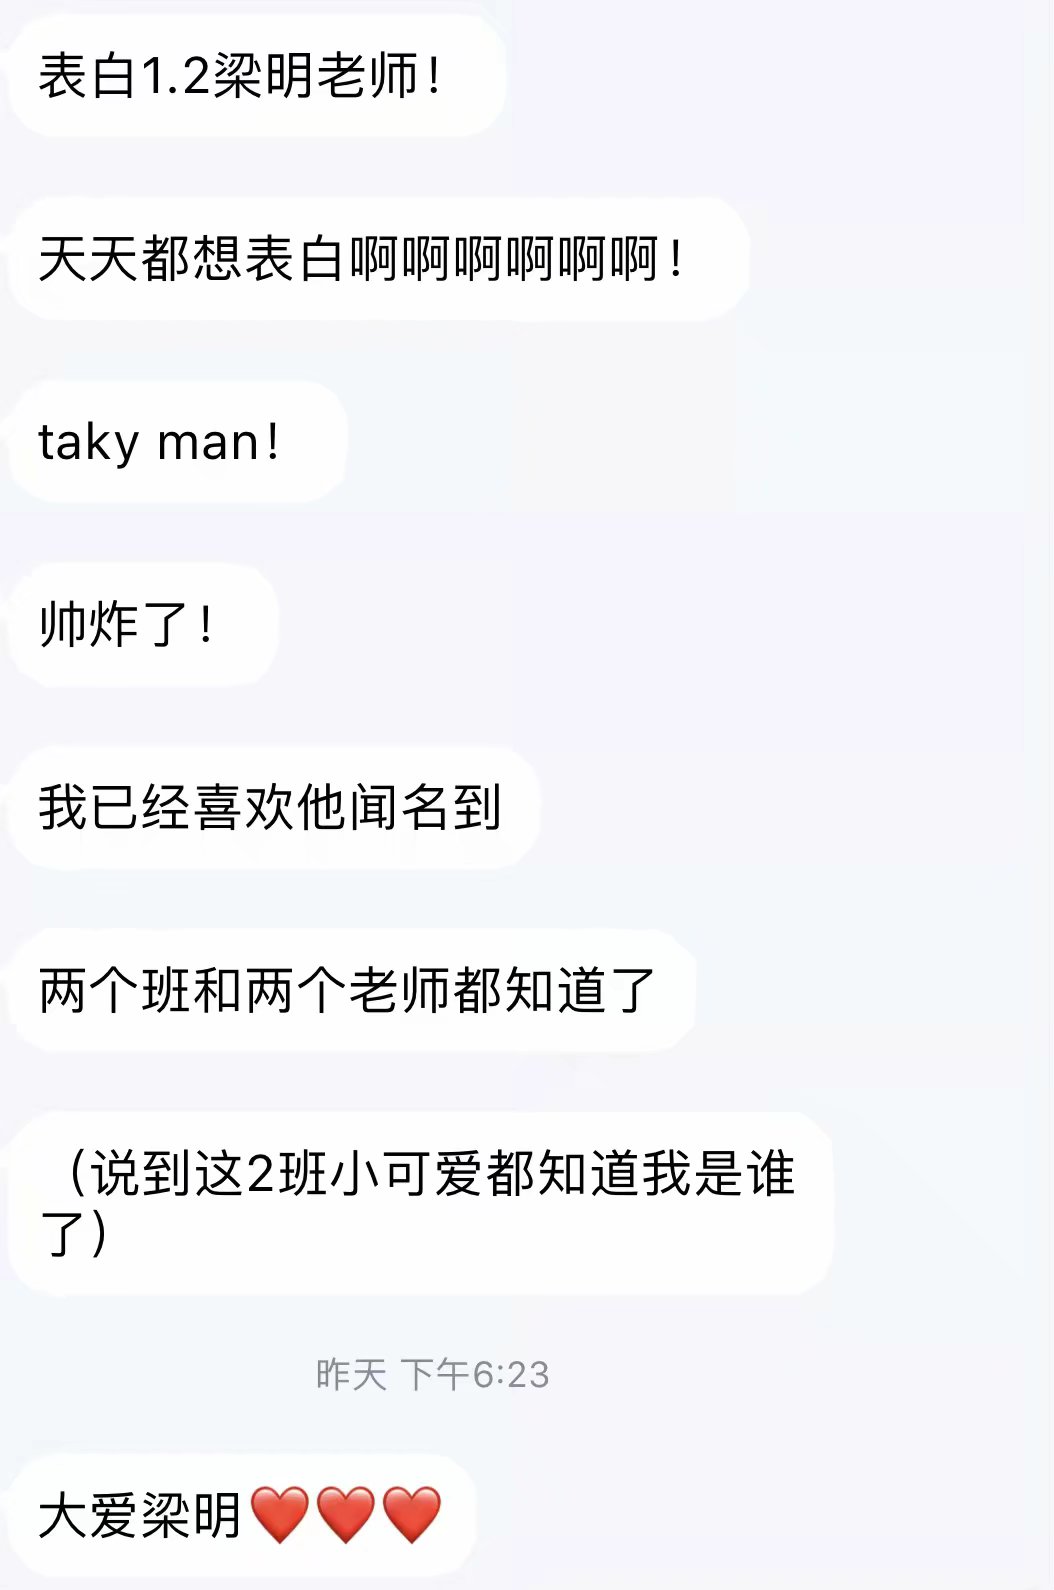 表白1.2梁明老师！
天天都想表白啊啊啊啊啊啊！
taky man！
帅炸了！
我已经喜欢他闻名到
两个班和两个老师都知道了
（说到这2班小可爱都知道我是谁
了）
昨天 下午6:23
大爱梁明❤️❤️❤️